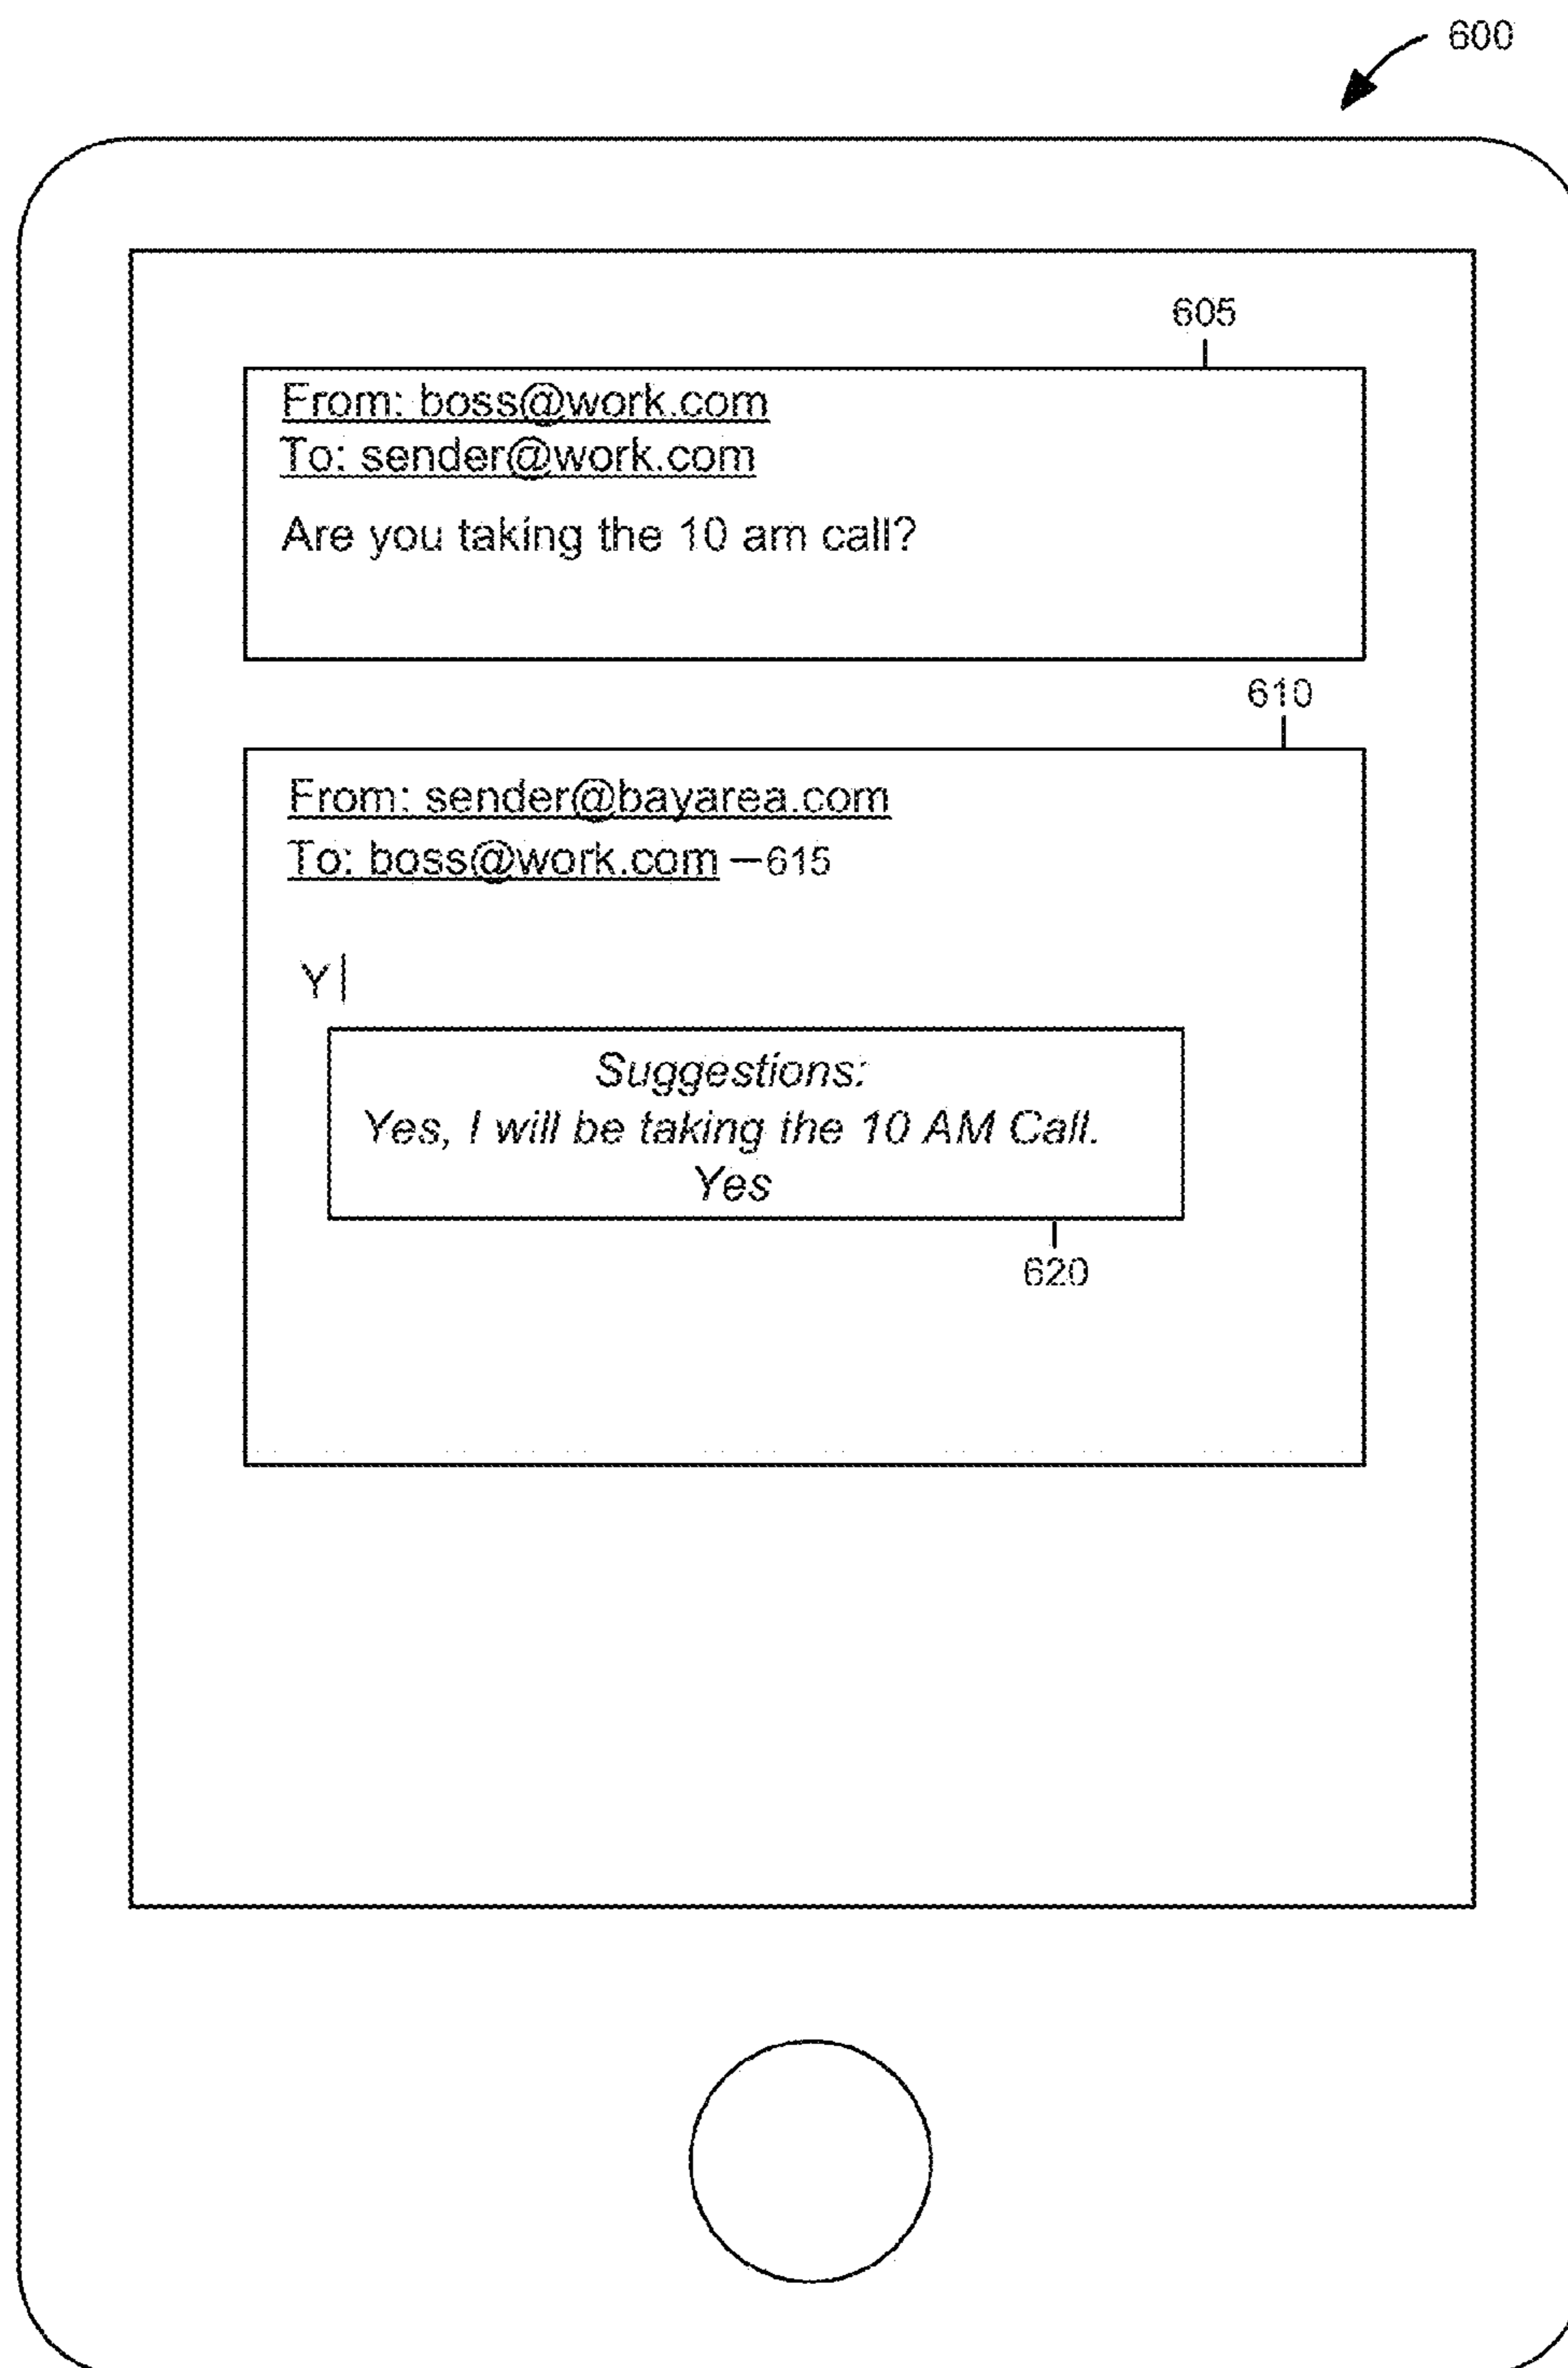 600
605
From: boss@work.com
To: sender@work.com
Are you taking the 10 am call?
610
From: sender@bayarea.com
To: boss@work.com 615
Y
Suggestions:
Yes, I will be taking the 10 AM Call.
Yes
620